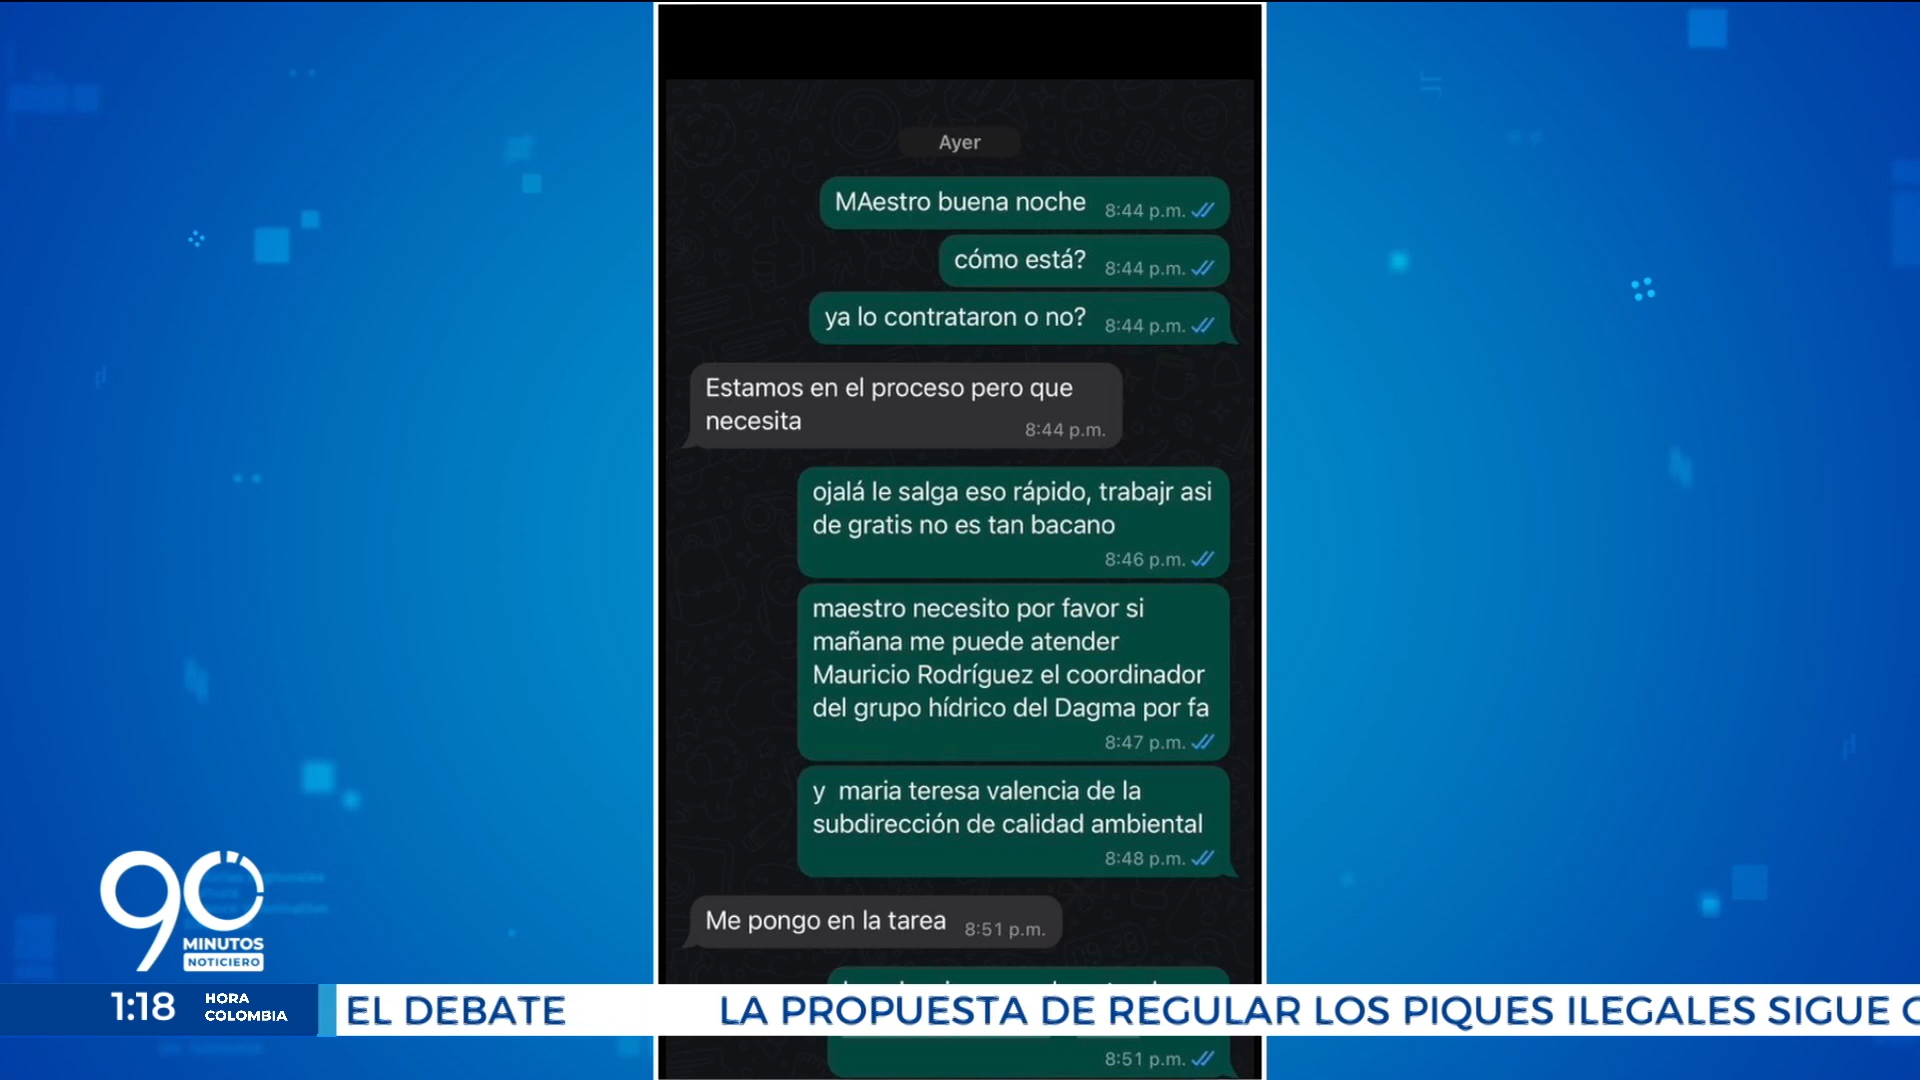 Ayer
MAestro buena noche 8:44 p.m.
cómo está? 8:44 p.m.
ya lo contrataron o no? 8:44 p.m.
Estamos en el proceso pero que
necesita 8:44 p.m.
ojalá le salga eso rápido, trabajr asi
de gratis no es tan bacano
8:46 p.m.
maestro necesito por favor si
mañana me puede atender
Mauricio Rodríguez el coordinador
del grupo hídrico del Dagma por fa
8:47 p.m.
y maria teresa valencia de la
subdirección de calidad ambiental
8:48 p.m.
Me pongo en la tarea 8:51 p.m.
8:51 p.m.
90
MINUTOS
NOTICIERO
1:18 HORA
COLOMBIA
EL DEBATE LA PROPUESTA DE REGULAR LOS PIQUES ILEGALES SIGUE